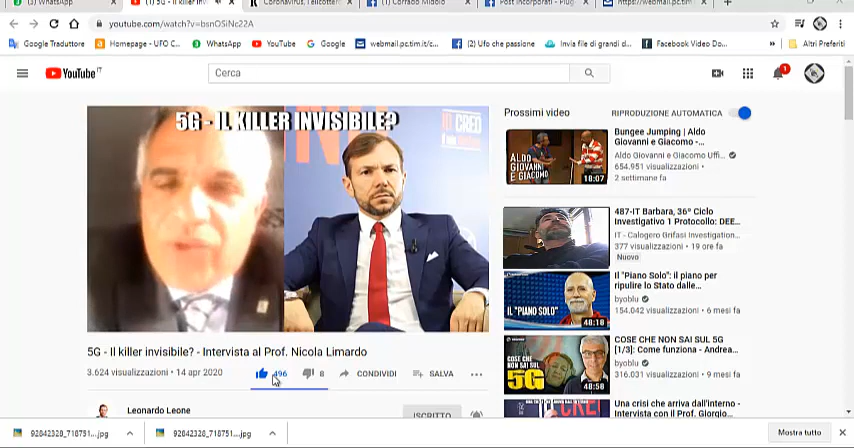 WhatsApp
(1) 5G - Il killer invi
Coronavirus, l'elicotter
(1) Corrado Middlo
Post incorporati - Plug
https://webmail.pc.tim
youtube.com/watch?v=bsnOSiNc22A
Google Traduttore
Homepage - UFO C...
WhatsApp
YouTube
Google
webmail.pc.tim.it/c...
(2) Ufo che passione
Invia file di grandi d...
Facebook Video Do...
»
Altri Preferiti
YouTube IT
Cerca
1
5G - IL KILLER INVISIBILE?
CRED
Prossimi video
RIPRODUZIONE AUTOMATICA
ALDO
GIOVANNI
E GIACOMO
18:07
Bungee Jumping | Aldo
Giovanni e Giacomo -...
Aldo Giovanni e Giacomo Uffi...
654.951 visualizzazioni •
2 settimane fa
487-IT Barbara, 36° Ciclo
Investigativo 1 Protocollo: DEE...
IT - Calogero Grifasi Investigation...
377 visualizzazioni • 19 ore fa
Nuovo
IL "PIANO SOLO"
48:18
Il "Piano Solo": il piano per
ripulire lo Stato dalle...
byoblu
154.042 visualizzazioni • 6 mesi fa
COSE
CHE NON
SAI SUL
5G
48:58
COSE CHE NON SAI SUL 5G
[1/3]: Come funziona - Andrea...
byoblu
316.031 visualizzazioni • 9 mesi fa
Una crisi che arriva dall'interno -
Intervista con il Prof. Giorgio...
5G - Il killer invisibile? - Intervista al Prof. Nicola Limardo
3.624 visualizzazioni • 14 apr 2020
496
8
CONDIVIDI
SALVA
Leonardo Leone
ISCRITTO
92842328_718751....jpg
92842328_718751....jpg
Mostra tutto